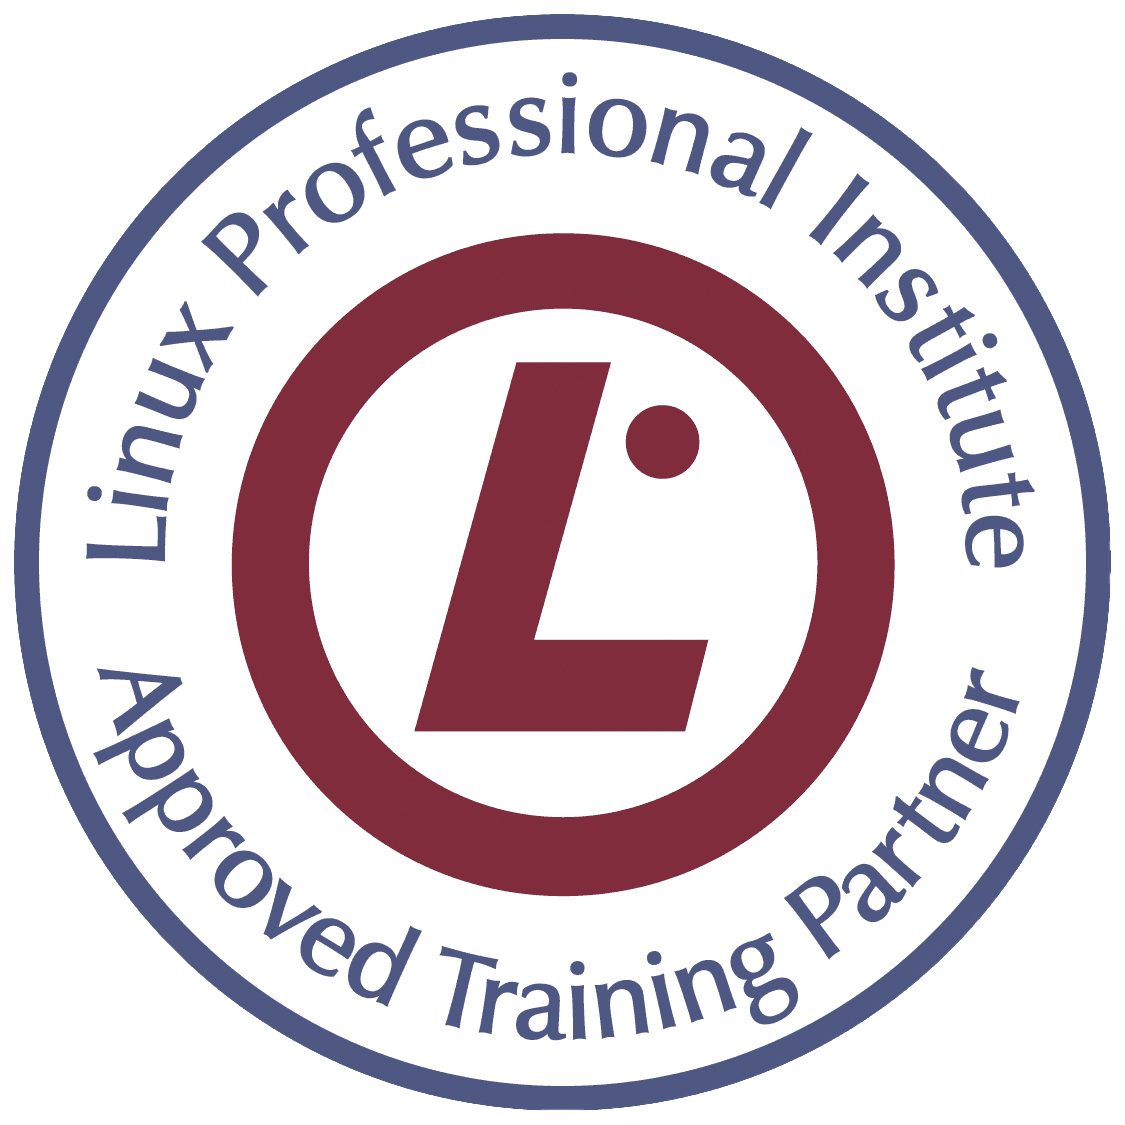 Linux Professional Institute
L
Approved Training Partner